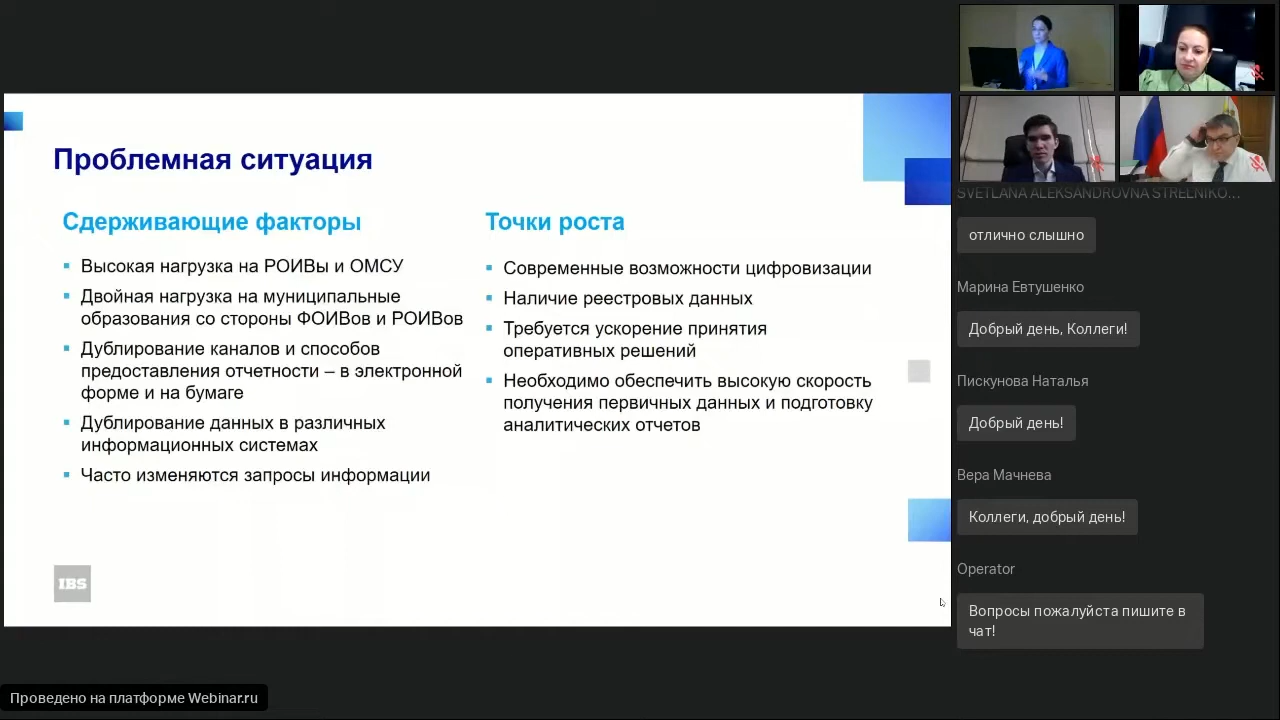 Проблемная ситуация
Сдерживающие факторы
Высокая нагрузка на РОИВы и ОМСУ
Двойная нагрузка на муниципальные
образования со стороны ФОИВов и РОИВов
Дублирование каналов и способов
предоставления отчетности – в электронной
форме и на бумаге
Дублирование данных в различных
информационных системах
Часто изменяются запросы информации
Точки роста
Современные возможности цифровизации
Наличие реестровых данных
Требуется ускорение принятия
оперативных решений
Необходимо обеспечить высокую скорость
получения первичных данных и подготовку
аналитических отчетов
IBS
SVETLANA ALEKSANDROVNA STRELNIKO...
отлично слышно
Марина Евтушенко
Добрый день, Коллеги!
Пискунова Наталья
Добрый день!
Вера Мачнева
Коллеги, добрый день!
Operator
Вопросы пожалуйста пишите в
чат!
Проведено на платформе Webinar.ru